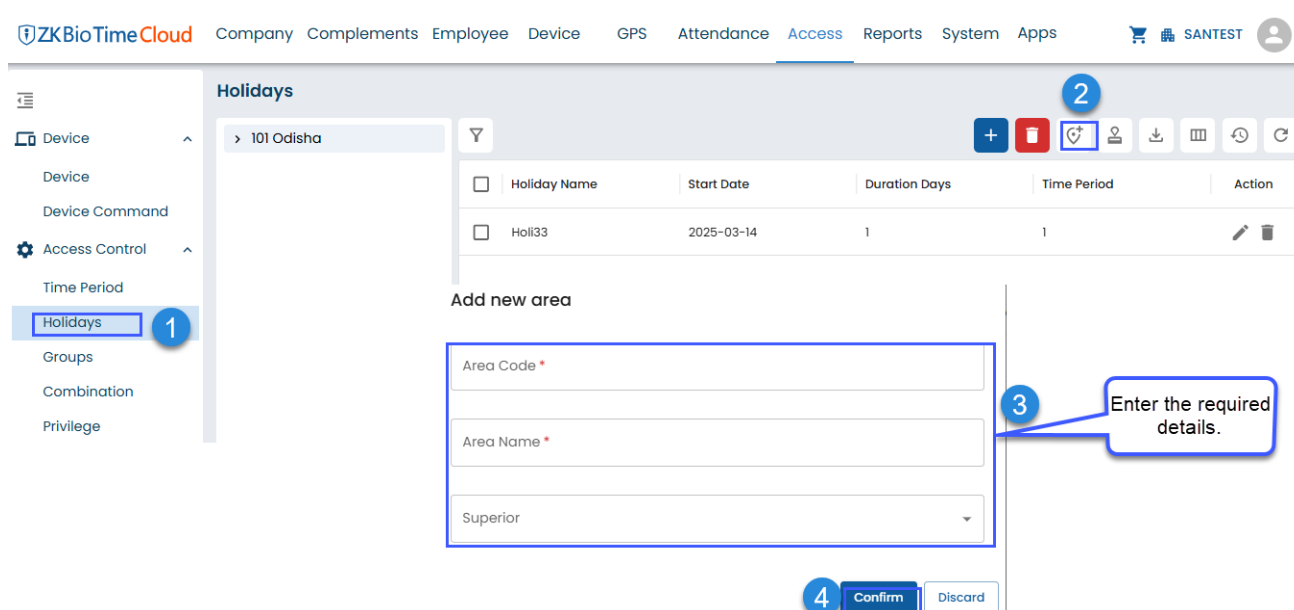 ZKBioTimeCloud Company Complements Employee Device GPS Attendance Access Reports System Apps SANTEST
Holidays
2
Device
101 Odisha
Device
Holiday Name Start Date Duration Days Time Period Action
Device Command
Holi33 2025-03-14 1 1
Access Control
Time Period
Add new area
Holidays
1
Groups
Area Code *
Combination
3
Enter the required
details.
Privilege
Area Name *
Superior
4
Confirm Discard